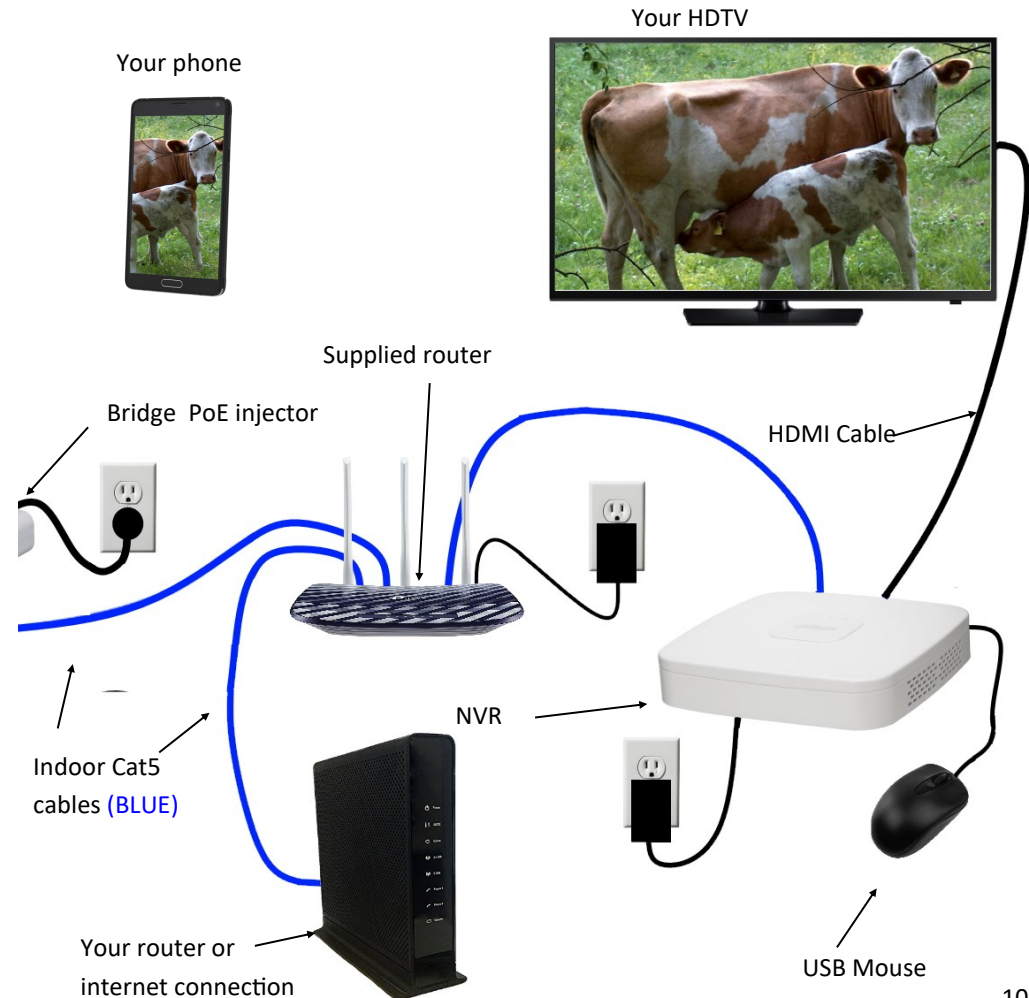 Your HDTV
Your phone
Supplied router
Bridge PoE injector
HDMI Cable
NVR
Indoor Cat5
cables (BLUE)
Your router or
internet connection
USB Mouse
10